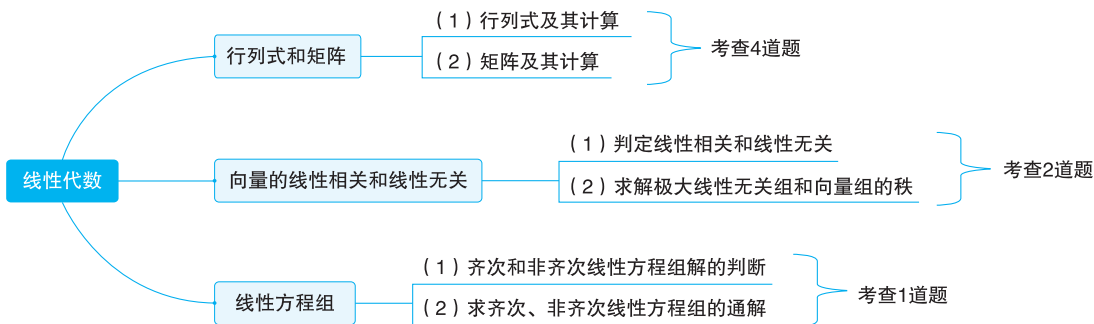 线性代数
行列式和矩阵
（1）行列式及其计算
（2）矩阵及其计算
考查4道题
向量的线性相关和线性无关
（1）判定线性相关和线性无关
（2）求解极大线性无关组和向量组的秩
考查2道题
线性方程组
（1）齐次和非齐次线性方程组解的判断
（2）求齐次、非齐次线性方程组的通解
考查1道题